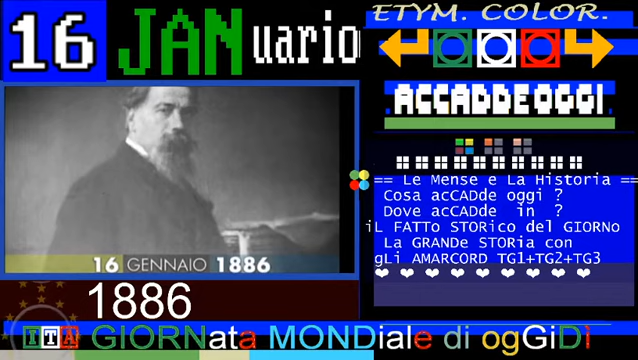 16 JANuario
ETYM. COLOR.
ACCADDEOGGI
== Le Mense e La Historia ==
Cosa acCADde oggi ?
Dove acCADde in ?
iL FATTo STORico del GIORNo
La GRANDe STORia con
gLi AMARCORD TG1+TG2+TG3
16 GENNAIO 1886
1886
ITA GIORNata MONDiale di ogGiDì